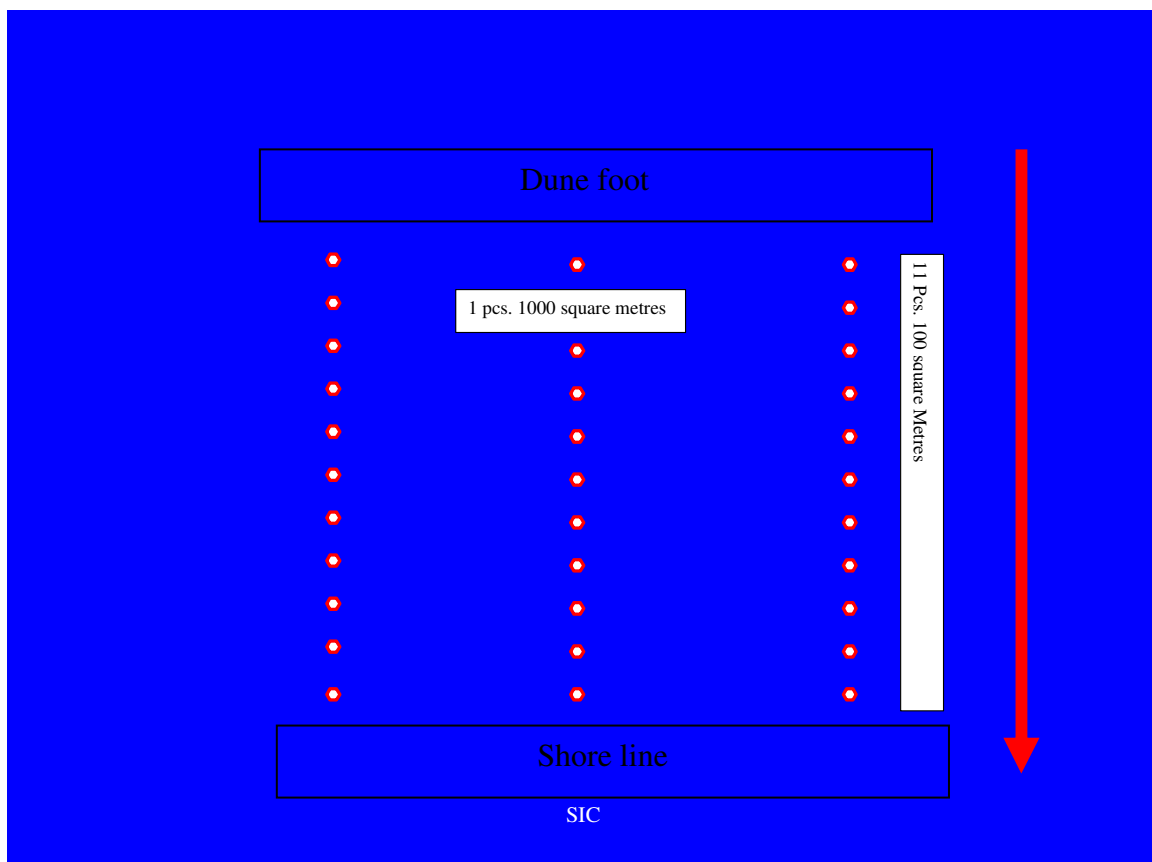 Dune foot
1 pcs. 1000 square metres
11 Pcs. 100 square Metres
Shore line
SIC